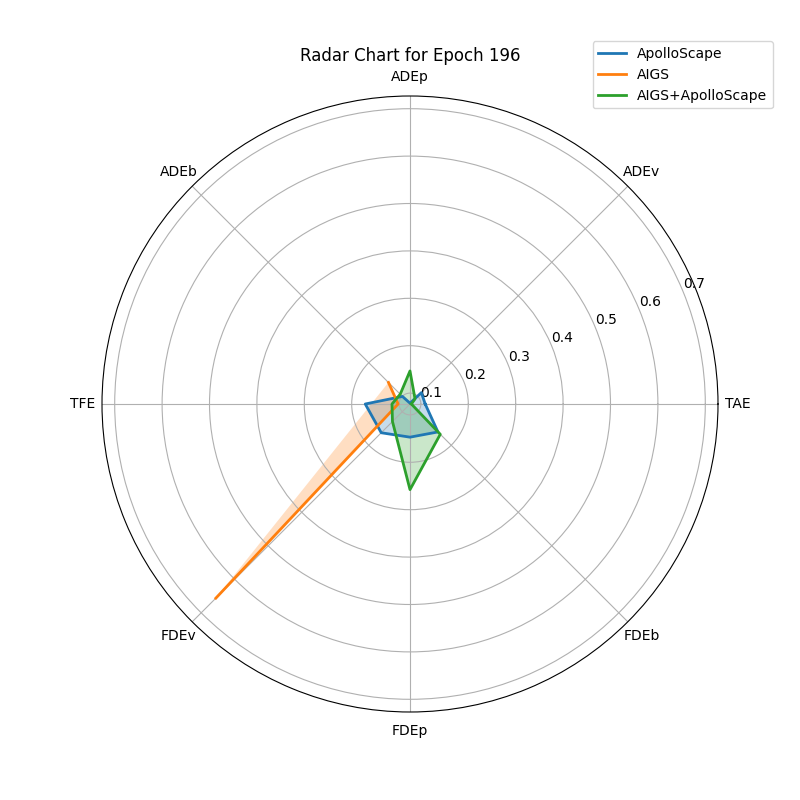 Radar Chart for Epoch 196
ApolloScape
AIGS
AIGS+ApolloScape
ADEp
ADEb
ADEv
0.7
0.6
0.5
0.4
0.3
0.2
0.1
TFE
TAE
FDEv
FDEb
FDEp